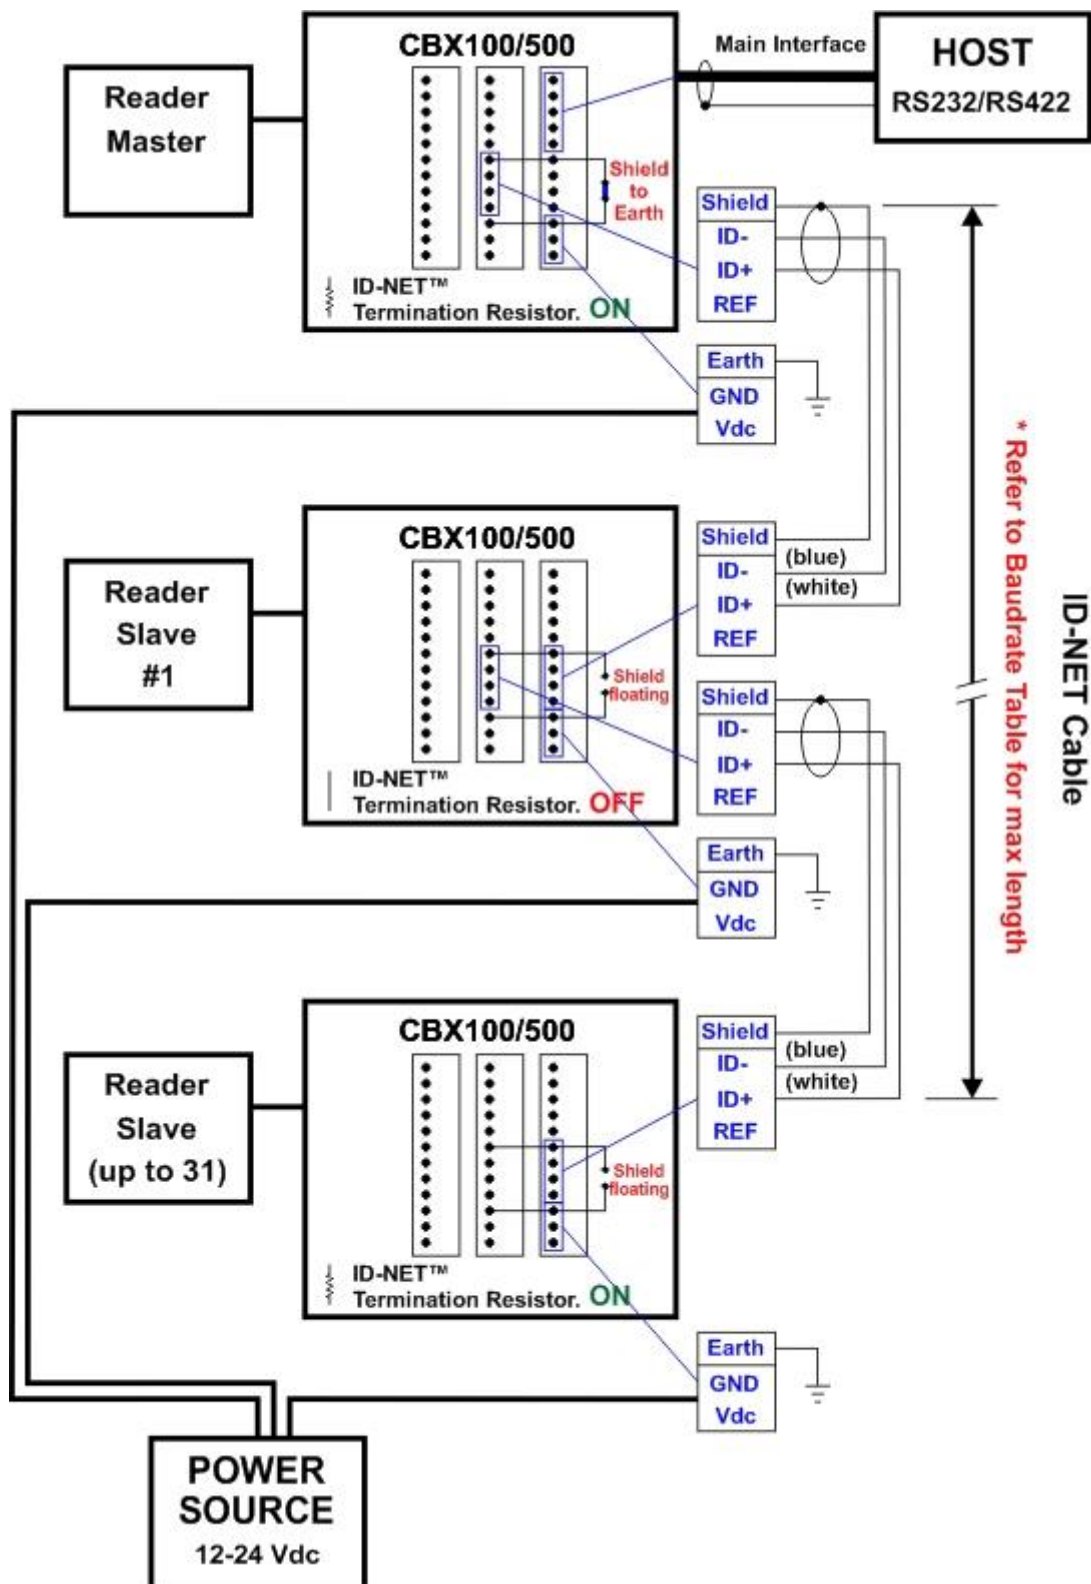 CBX100/500
Main Interface
HOST
RS232/RS422
Reader
Master
Shield
to
Earth
Shield
ID-
ID+
REF
ID-NET™
Termination Resistor. ON
Earth
GND
Vdc
CBX100/500
Reader
Slave
#1
Shield
floating
Shield
ID-
ID+
REF
(blue)
(white)
Shield
ID-
ID+
REF
ID-NET™
Termination Resistor. OFF
Earth
GND
Vdc
* Refer to Baudrate Table for max length
ID-NET Cable
CBX100/500
Reader
Slave
(up to 31)
Shield
floating
Shield
ID-
ID+
REF
(blue)
(white)
ID-NET™
Termination Resistor. ON
Earth
GND
Vdc
POWER
SOURCE
12-24 Vdc